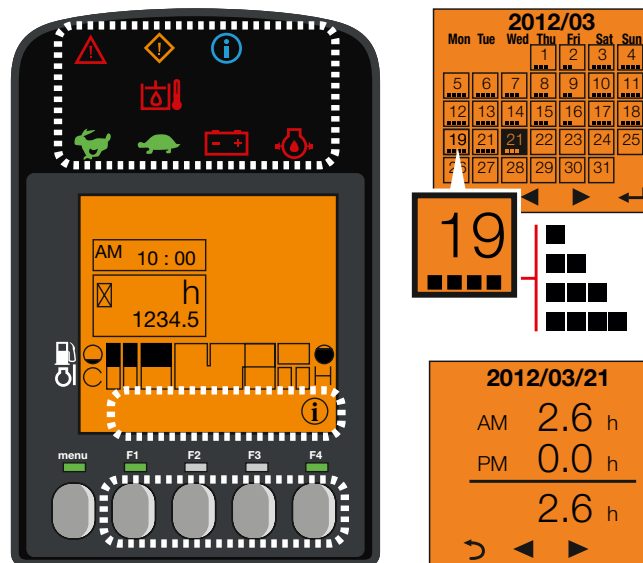 AM 10 : 00
h
1234.5
menu F1 F2 F3 F4
2012/03
Mon Tue Wed Thu Fri Sat Sun
1 2 3 4
5 6 7 8 9 10 11
12 13 14 15 16 17 18
19 21 21 22 23 24 25
26 27 28 29 30 31
19
2012/03/21
AM 2.6 h
PM 0.0 h
2.6 h